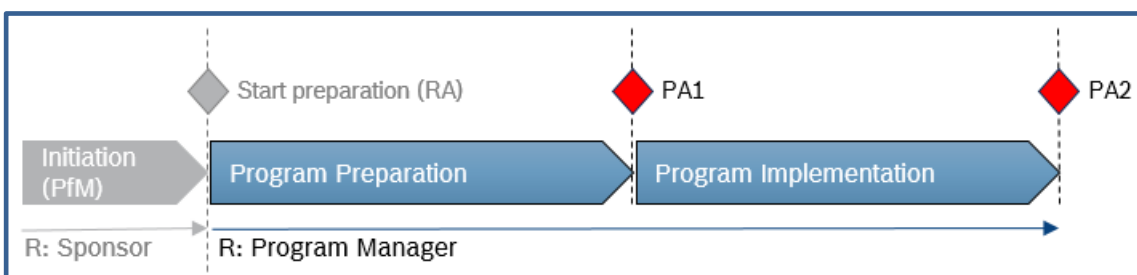 Start preparation (RA)
PA1
PA2
Initiation
(PfM)
Program Preparation
Program Implementation
R: Sponsor
R: Program Manager